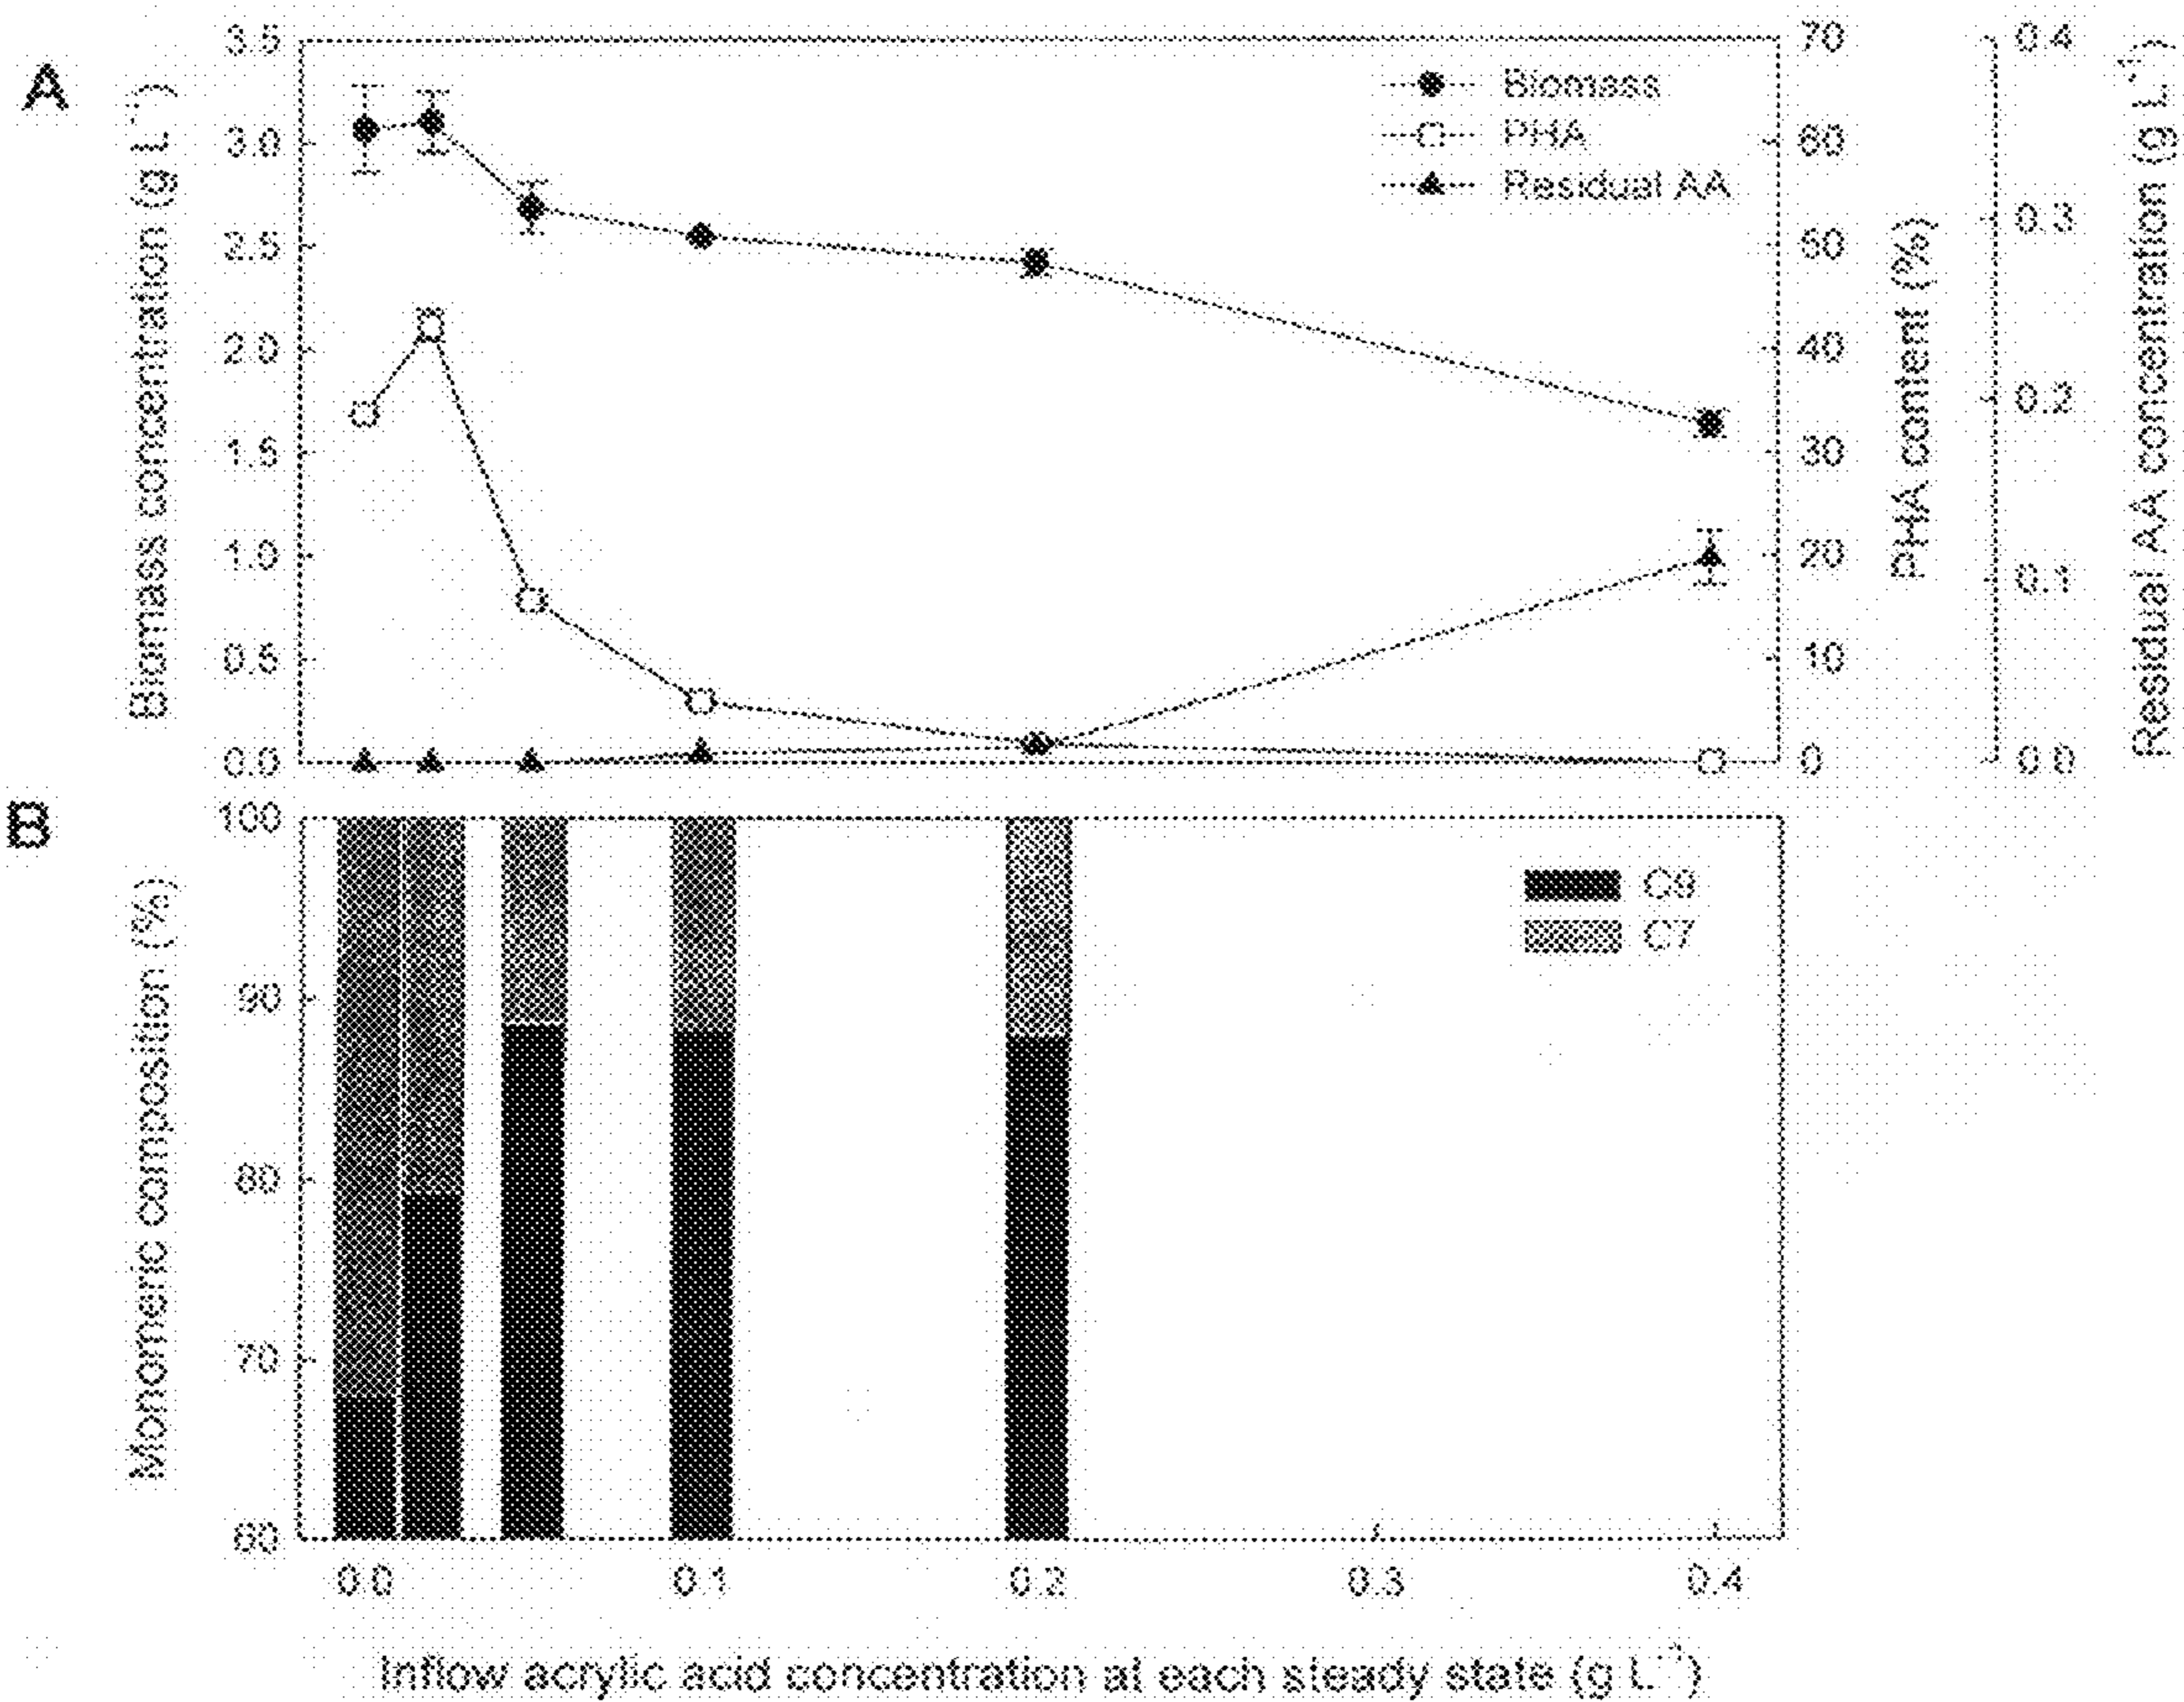 A
Biomass concentration (g L⁻¹)
3.5
3.0
2.5
2.0
1.5
1.0
0.5
0.0
Biomass
PHA
Residual AA
70
60
50
40
30
20
10
0
PHA content (%)
0.4
0.3
0.2
0.1
0.0
Residual AA concentration (g L⁻¹)
B
Monomeric composition (%)
100
90
80
70
60
C9
C7
0.0 0.1 0.2 0.3 0.4
Inflow acrylic acid concentration at each steady state (g L⁻¹)